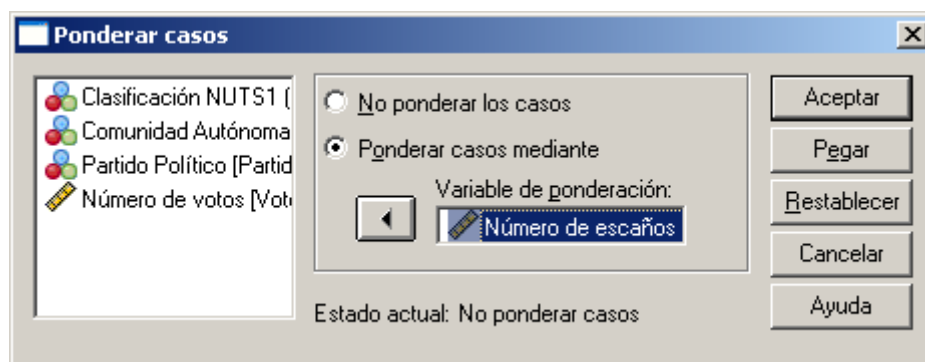 Ponderar casos
Clasificación NUTS1 (
Comunidad Autónoma
Partido Político [Partid
Número de votos [Vot
No ponderar los casos
Ponderar casos mediante
Variable de ponderación:
Número de escaños
Estado actual: No ponderar casos
Aceptar
Pegar
Restablecer
Cancelar
Ayuda